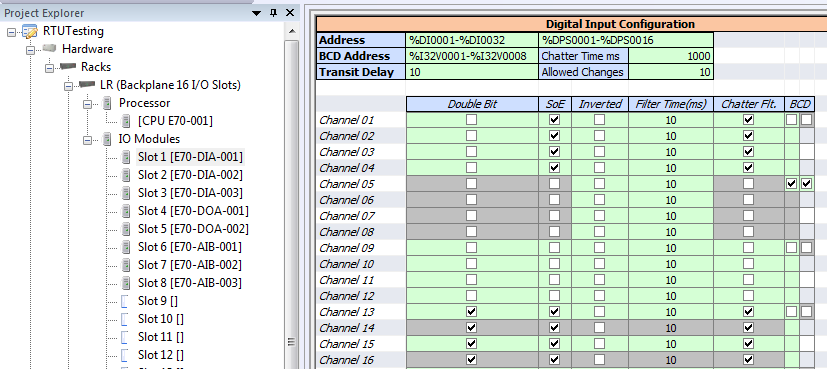 Project Explorer
RTUTesting
Hardware
Racks
LR (Backplane 16 I/O Slots)
Processor
[CPU E70-001]
IO Modules
Slot 1 [E70-DIA-001]
Slot 2 [E70-DIA-002]
Slot 3 [E70-DIA-003]
Slot 4 [E70-DOA-001]
Slot 5 [E70-DOA-002]
Slot 6 [E70-AIB-001]
Slot 7 [E70-AIB-002]
Slot 8 [E70-AIB-003]
Slot 9 []
Slot 10 []
Slot 11 []
Slot 12 []
Digital Input Configuration
Address %DI0001-%DI0032 %DPS0001-%DPS0016
BCD Address %I32V0001-%I32V0008 Chatter Time ms 1000
Transit Delay 10 Allowed Changes 10
Double Bit SoE Inverted Filter Time(ms) Chatter Flt. BCD
Channel 01 10
Channel 02 10
Channel 03 10
Channel 04 10
Channel 05 10
Channel 06 10
Channel 07 10
Channel 08 10
Channel 09 10
Channel 10 10
Channel 11 10
Channel 12 10
Channel 13 10
Channel 14 10
Channel 15 10
Channel 16 10